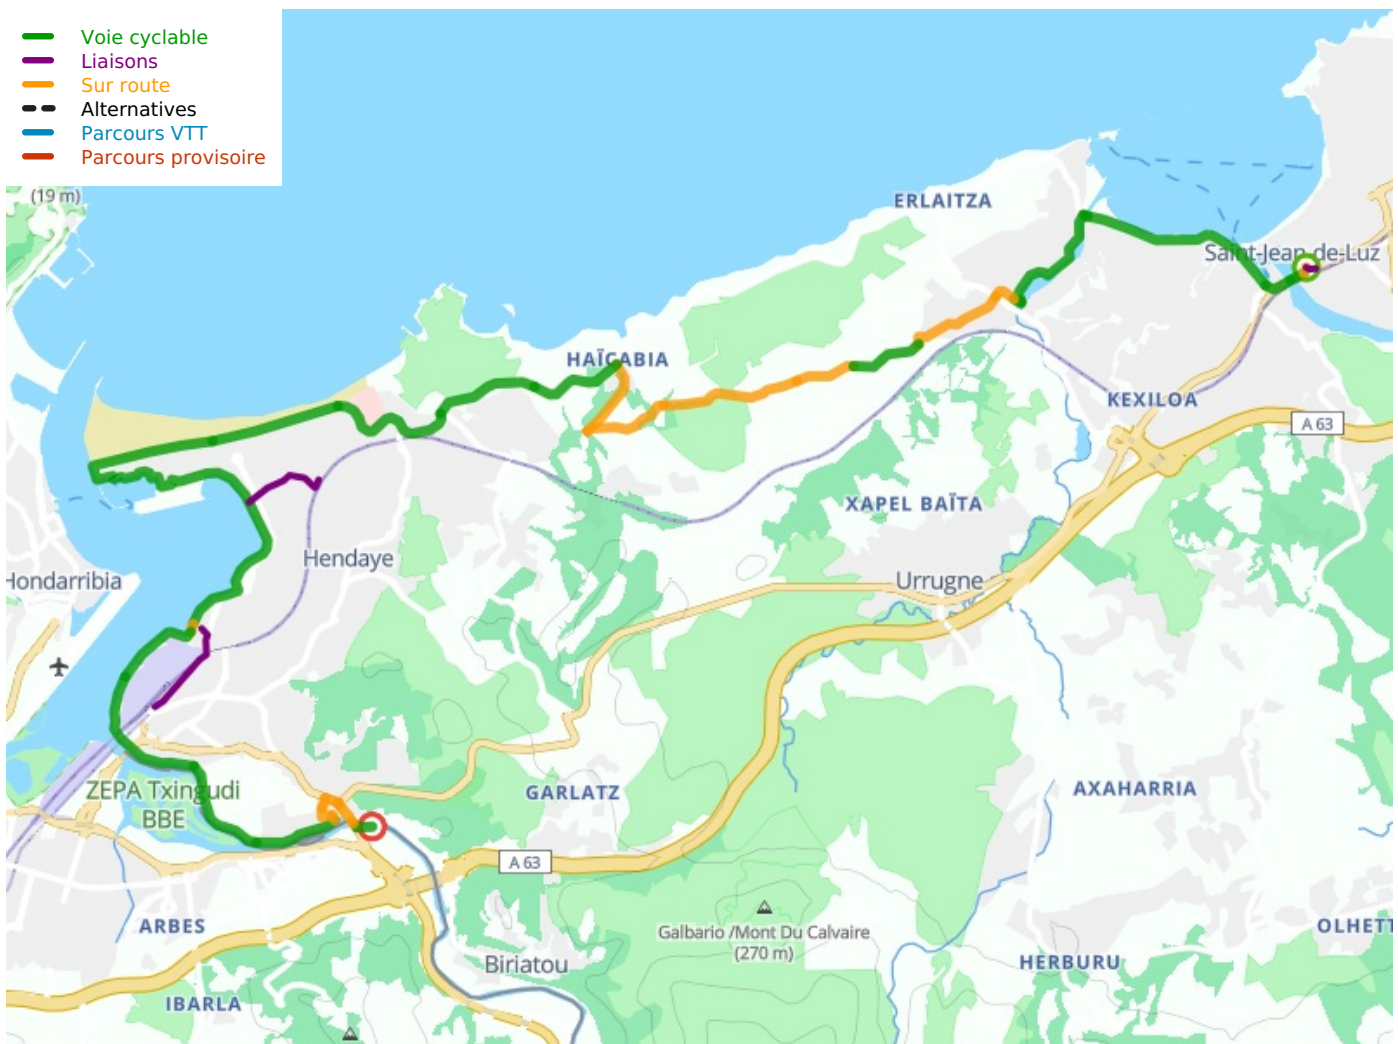 Voie cyclable
Liaisons
Sur route
Alternatives
Parcours VTT
Parcours provisoire
(19 m)
ERLAITZA
Saint-Jean-de-Luz
HAÏÇABIA
KEXILOA
A 63
XAPEL BAÏTA
Hendaye
Hondarribia
Urrugne
ZEPA Txingudi
BBE
GARLATZ
AXAHARRIA
A 63
Galbario /Mont Du Calvaire
(270 m)
ARBES
OLHETT
Biriatou
HERBURU
IBARLA